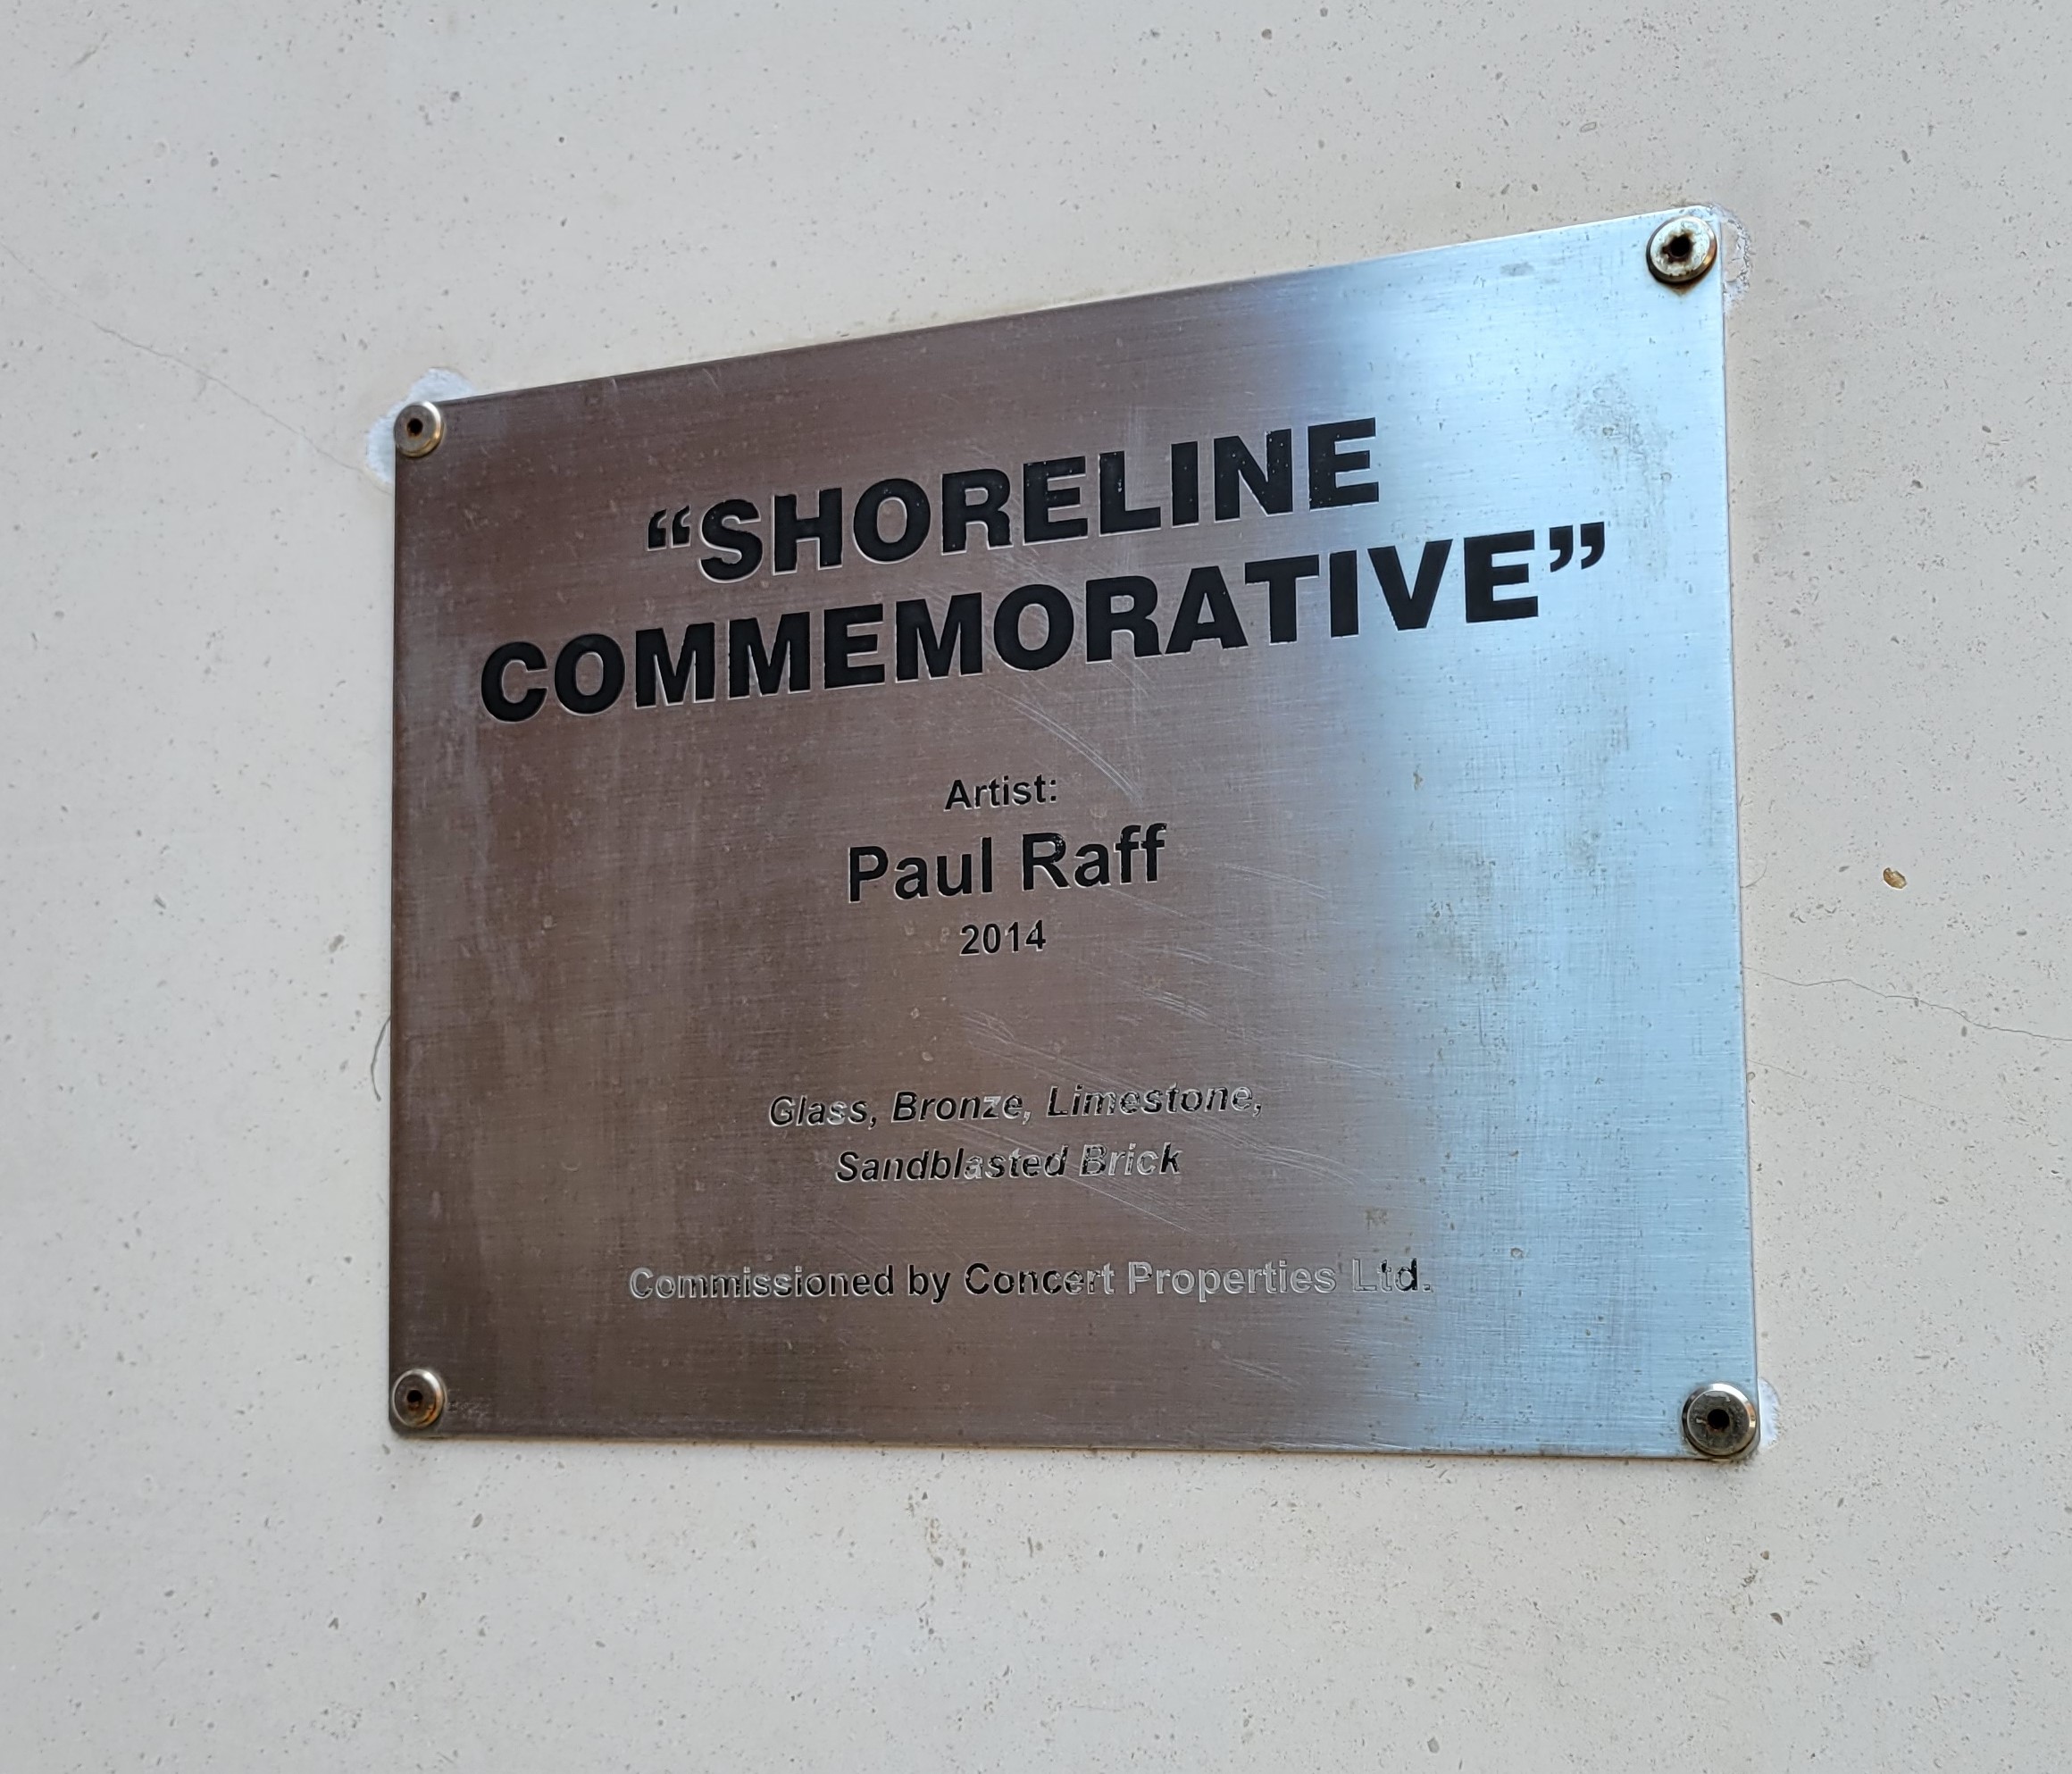 “SHORELINE
COMMEMORATIVE”
Artist:
Paul Raff
2014
Glass, Bronze, Limestone,
Sandblasted Brick
Commissioned by Concert Properties Ltd.